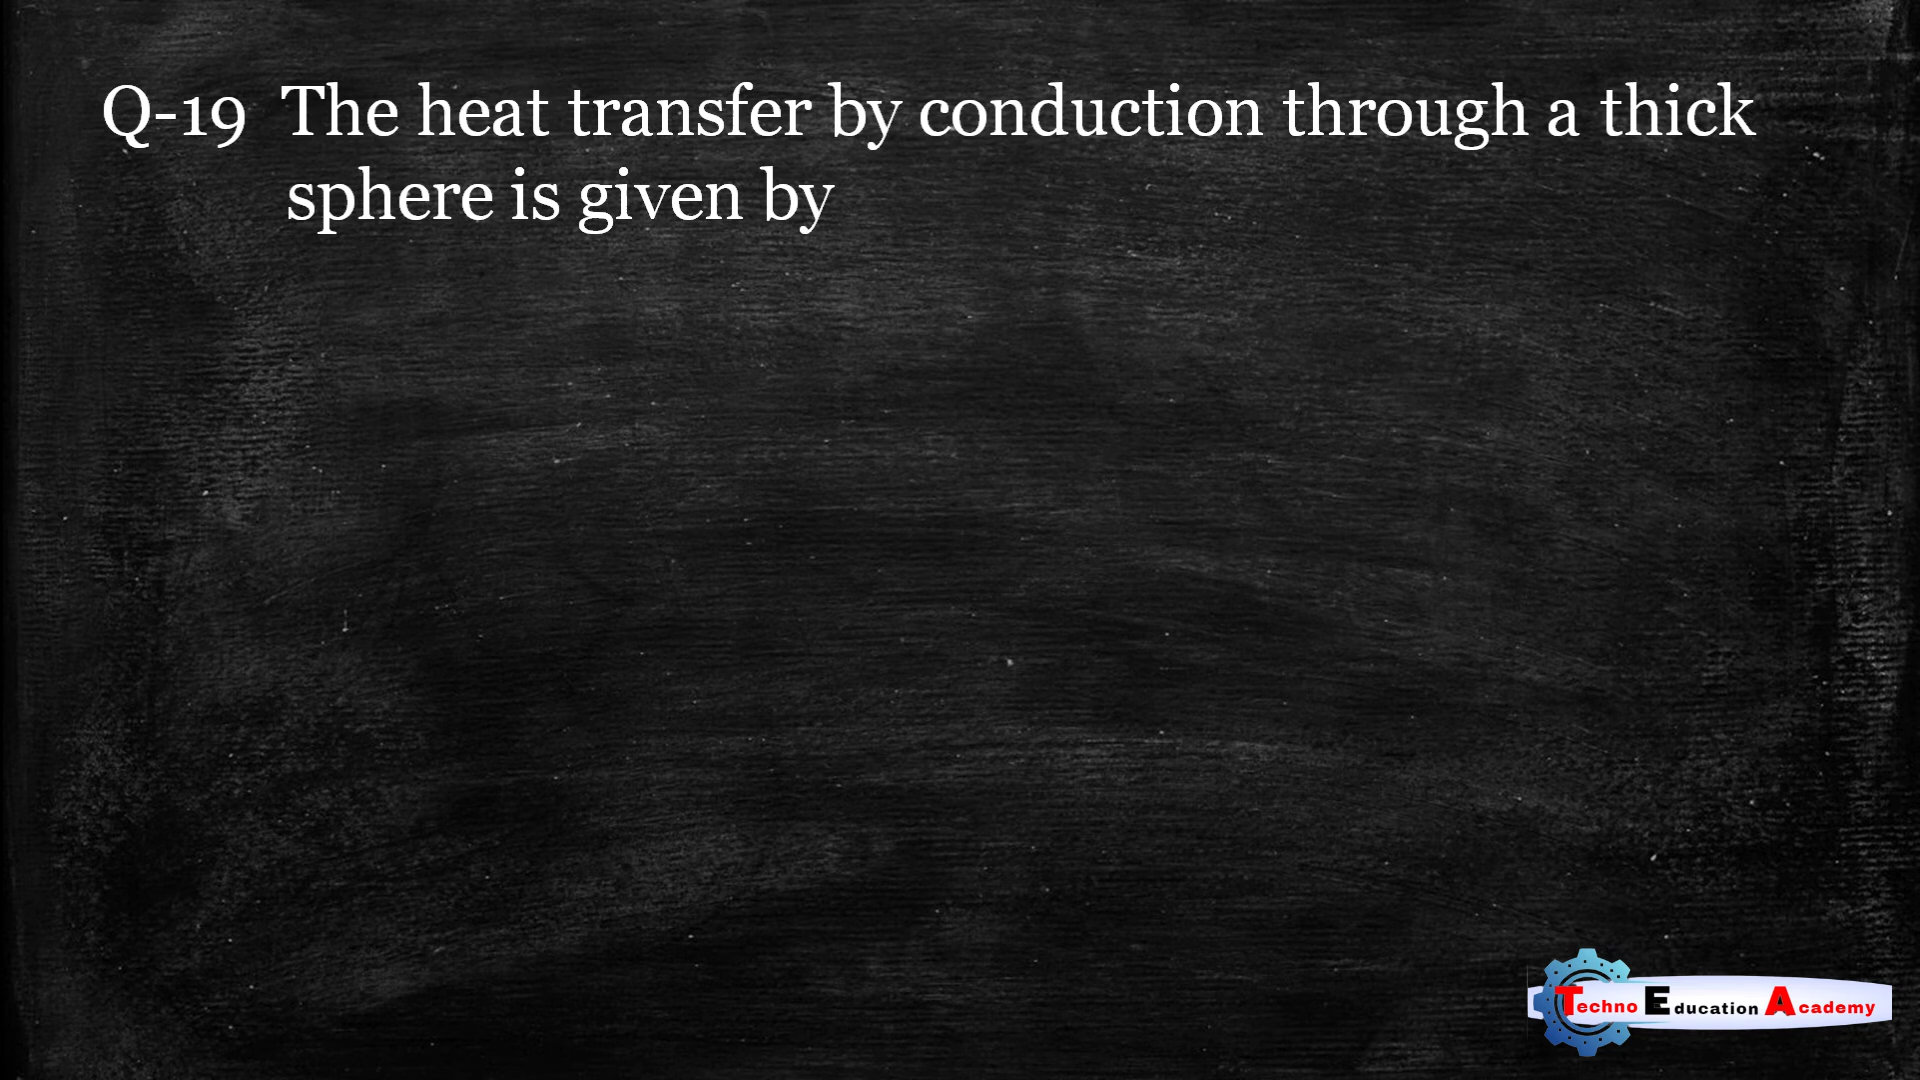 Q-19 The heat transfer by conduction through a thick
sphere is given by
Techno Education Academy